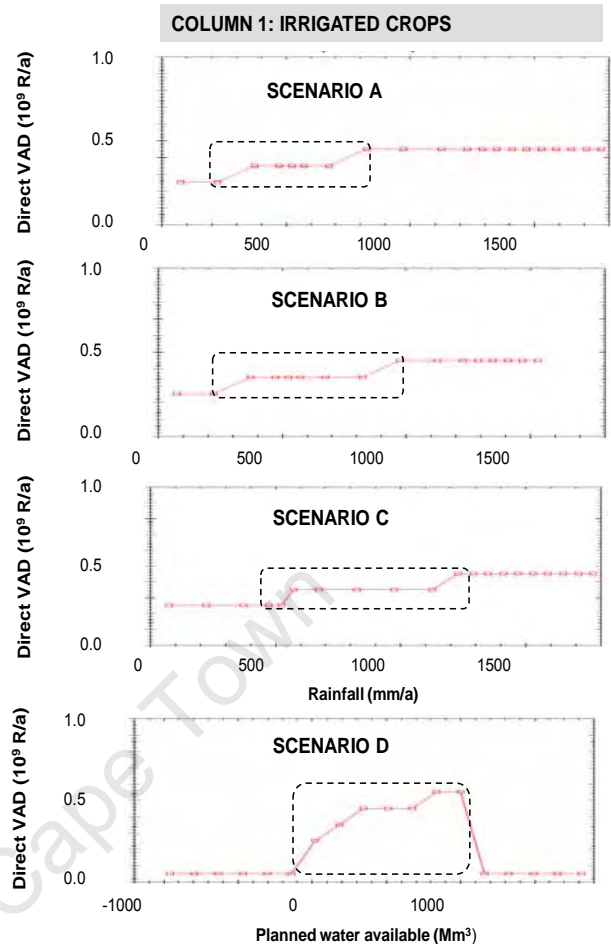 COLUMN 1: IRRIGATED CROPS
SCENARIO A
Direct VAD (10⁹ R/a)
1.0
0.5
0.0
0 500 1000 1500
SCENARIO B
Direct VAD (10⁹ R/a)
1.0
0.5
0.0
0 500 1000 1500
SCENARIO C
Direct VAD (10⁹ R/a)
1.0
0.5
0.0
0 500 1000 1500
Rainfall (mm/a)
SCENARIO D
Direct VAD (10⁹ R/a)
1.0
0.5
0.0
-1000 0 1000
Planned water available (Mm³)
Cape Town